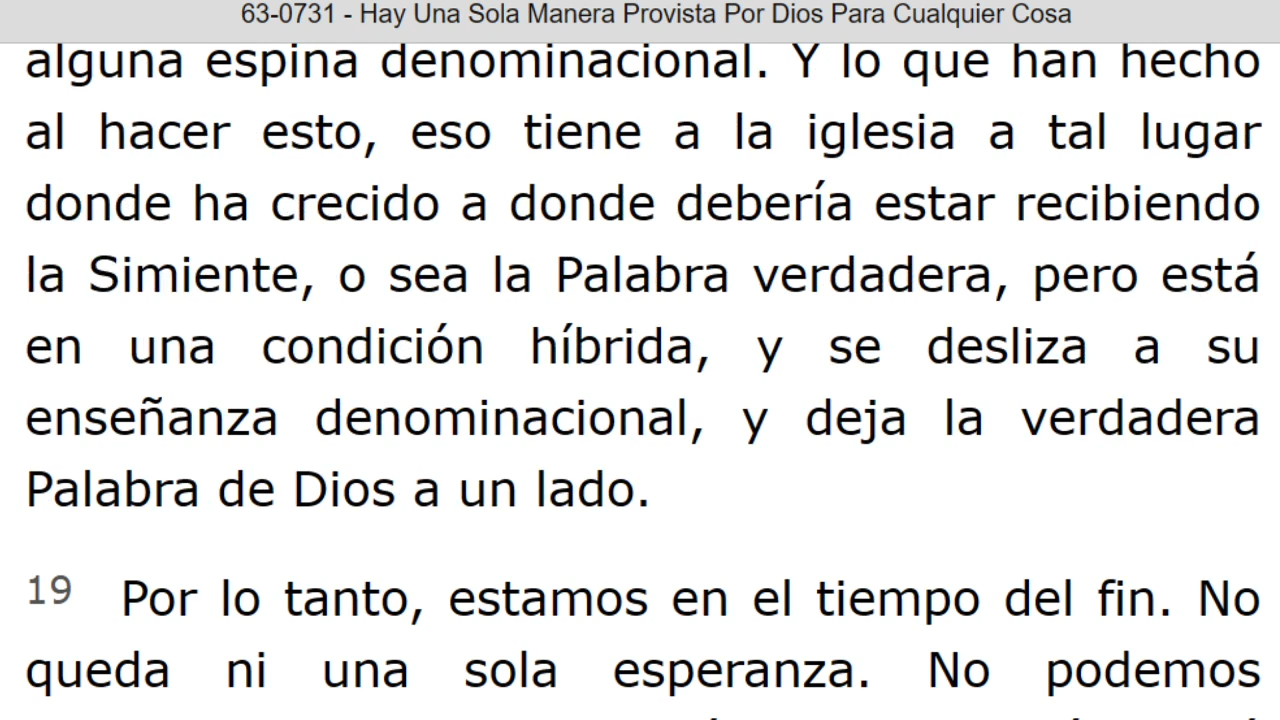 63-0731 - Hay Una Sola Manera Provista Por Dios Para Cualquier Cosa
alguna espina denominacional. Y lo que han hecho
al hacer esto, eso tiene a la iglesia a tal lugar
donde ha crecido a donde debería estar recibiendo
la Simiente, o sea la Palabra verdadera, pero está
en una condición híbrida, y se desliza a su
enseñanza denominacional, y deja la verdadera
Palabra de Dios a un lado.
19 Por lo tanto, estamos en el tiempo del fin. No
queda ni una sola esperanza. No podemos